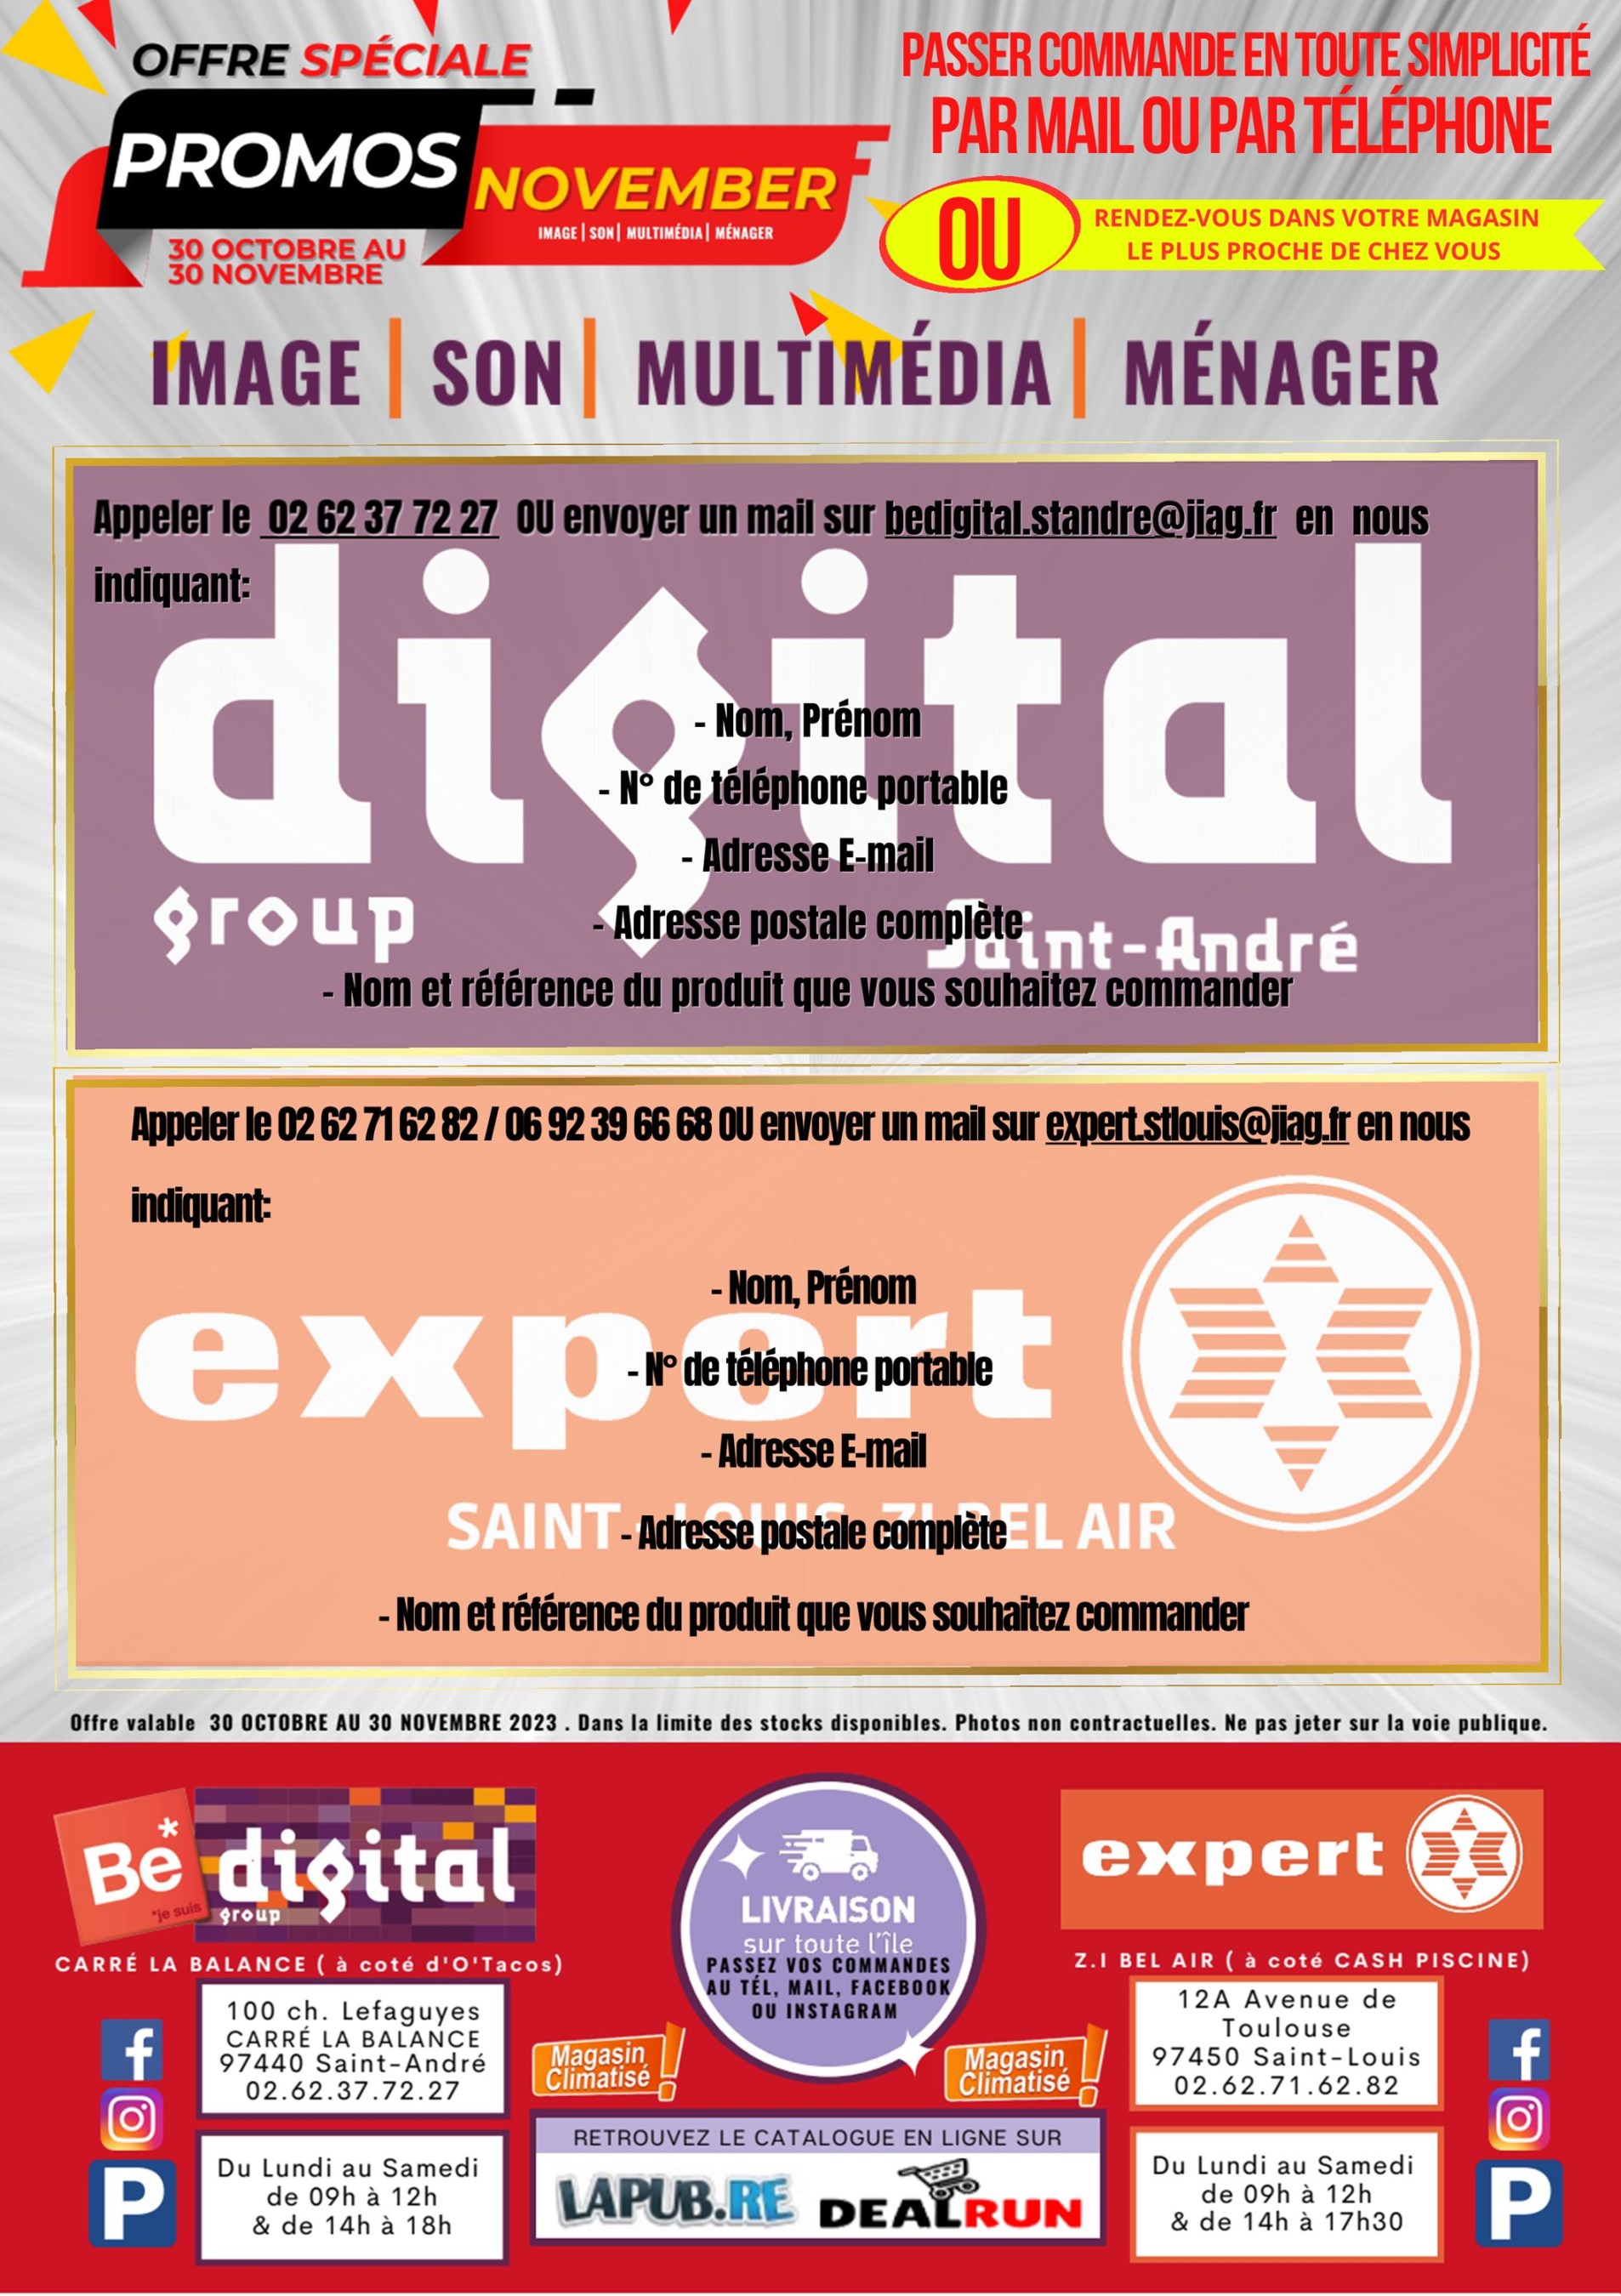 OFFRE SPÉCIALE
PROMOS
NOVEMBER
IMAGE | SON | MULTIMÉDIA | MÉNAGER
30 OCTOBRE AU
30 NOVEMBRE
PASSER COMMANDE EN TOUTE SIMPLICITÉ
PAR MAIL OU PAR TÉLÉPHONE
OU
RENDEZ-VOUS DANS VOTRE MAGASIN
LE PLUS PROCHE DE CHEZ VOUS
IMAGE | SON | MULTIMÉDIA | MÉNAGER
Appeler le 02 62 37 72 27 OU envoyer un mail sur bedigital.standre@jiag.fr en nous
indiquant:
digital
group
Saint-André
- Nom, Prénom
- N° de téléphone portable
- Adresse E-mail
- Adresse postale complète
- Nom et référence du produit que vous souhaitez commander
Appeler le 02 62 71 62 82 / 06 92 39 66 68 OU envoyer un mail sur expert.stlouis@jiag.fr en nous
indiquant:
expert
- Nom, Prénom
- N° de téléphone portable
- Adresse E-mail
SAINT-LOUIS ZI BEL AIR
- Adresse postale complète
- Nom et référence du produit que vous souhaitez commander
Offre valable 30 OCTOBRE AU 30 NOVEMBRE 2023 . Dans la limite des stocks disponibles. Photos non contractuelles. Ne pas jeter sur la voie publique.
Be*
*je suis
digital
group
CARRÉ LA BALANCE ( à coté d'O'Tacos)
100 ch. Lefaguyes
CARRÉ LA BALANCE
97440 Saint-André
02.62.37.72.27
Du Lundi au Samedi
de 09h à 12h
& de 14h à 18h
P
LIVRAISON
sur toute l'île
PASSEZ VOS COMMANDES
AU TÉL, MAIL, FACEBOOK
OU INSTAGRAM
Magasin
Climatisé !
Magasin
Climatisé !
RETROUVEZ LE CATALOGUE EN LIGNE SUR
LAPUB.RE
DEALRUN
expert
Z.I BEL AIR ( à coté CASH PISCINE)
12A Avenue de
Toulouse
97450 Saint-Louis
02.62.71.62.82
Du Lundi au Samedi
de 09h à 12h
& de 14h à 17h30
P